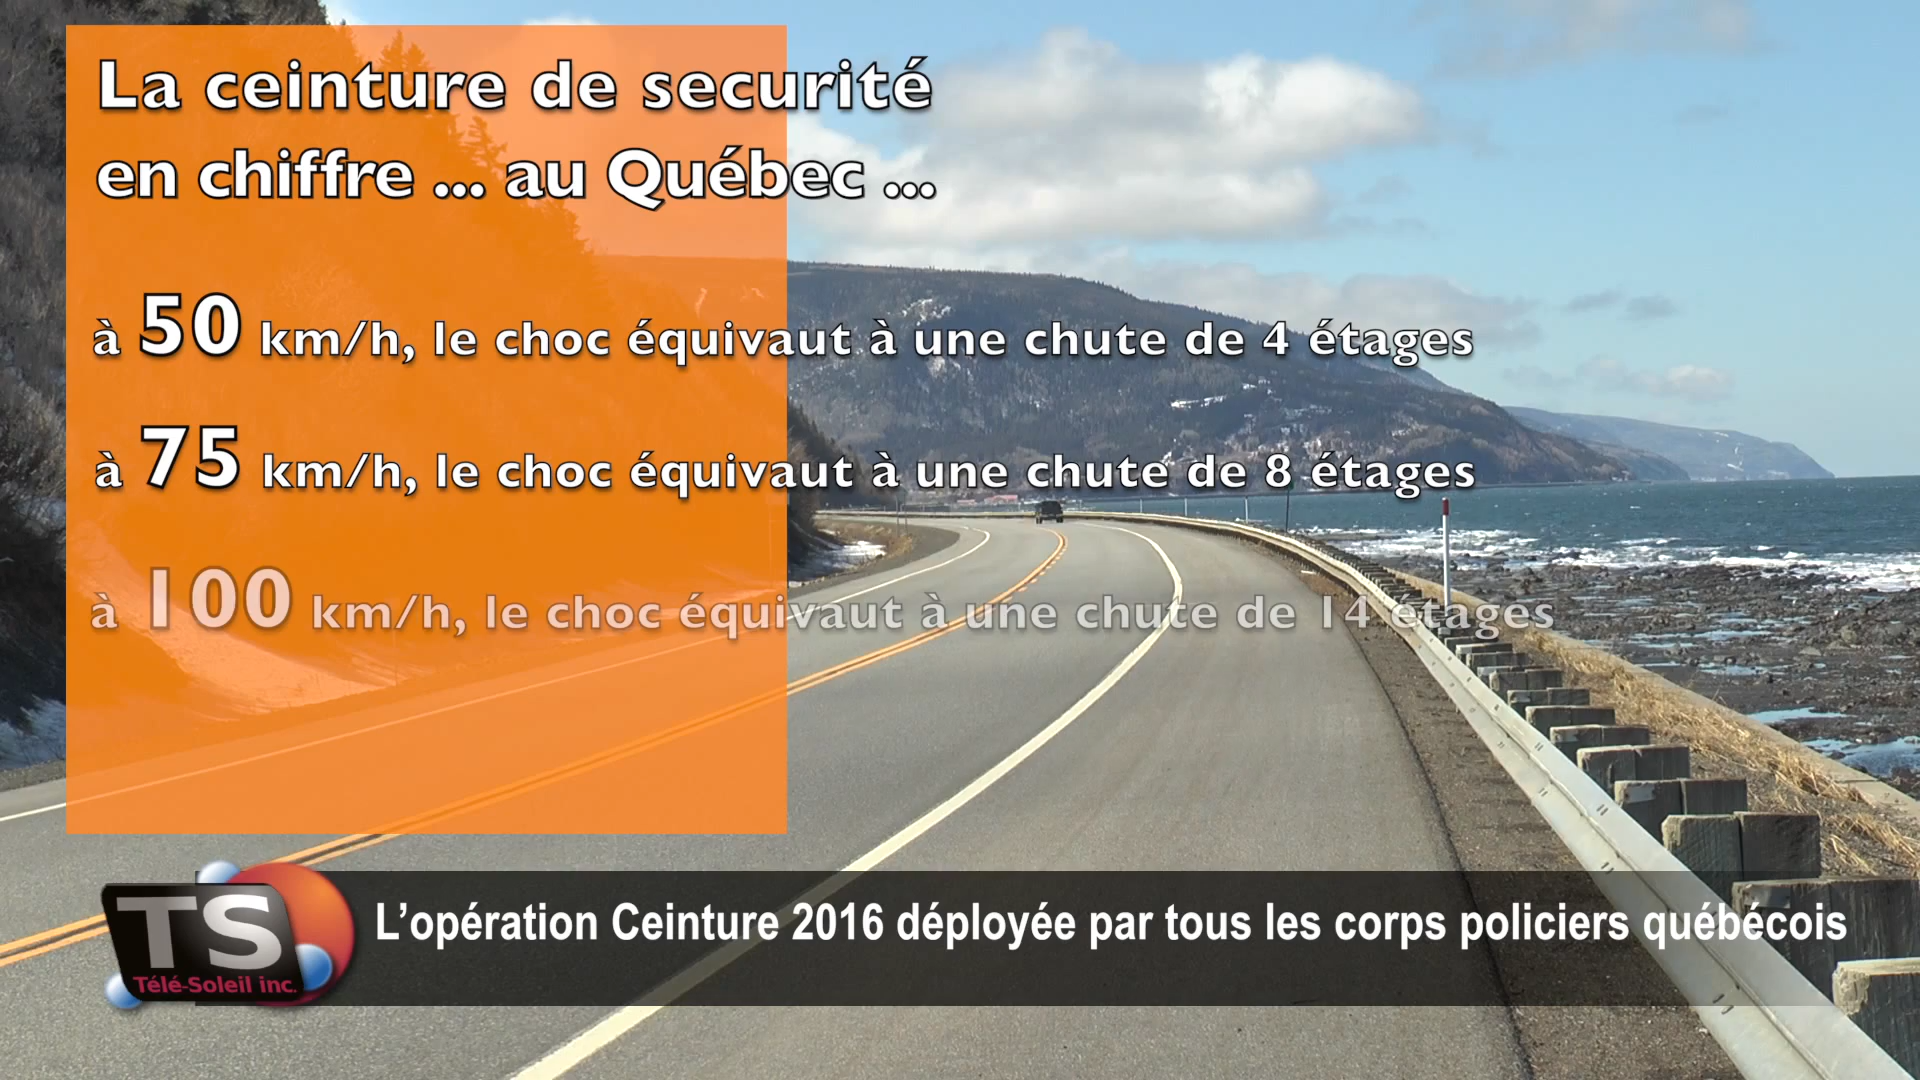 La ceinture de securité
en chiffre ... au Québec ...
à 50 km/h, le choc équivaut à une chute de 4 étages
à 75 km/h, le choc équivaut à une chute de 8 étages
à 100 km/h, le choc équivaut à une chute de 14 étages
L'opération Ceinture 2016 déployée par tous les corps policiers québécois
TS
Télé-Soleil inc.